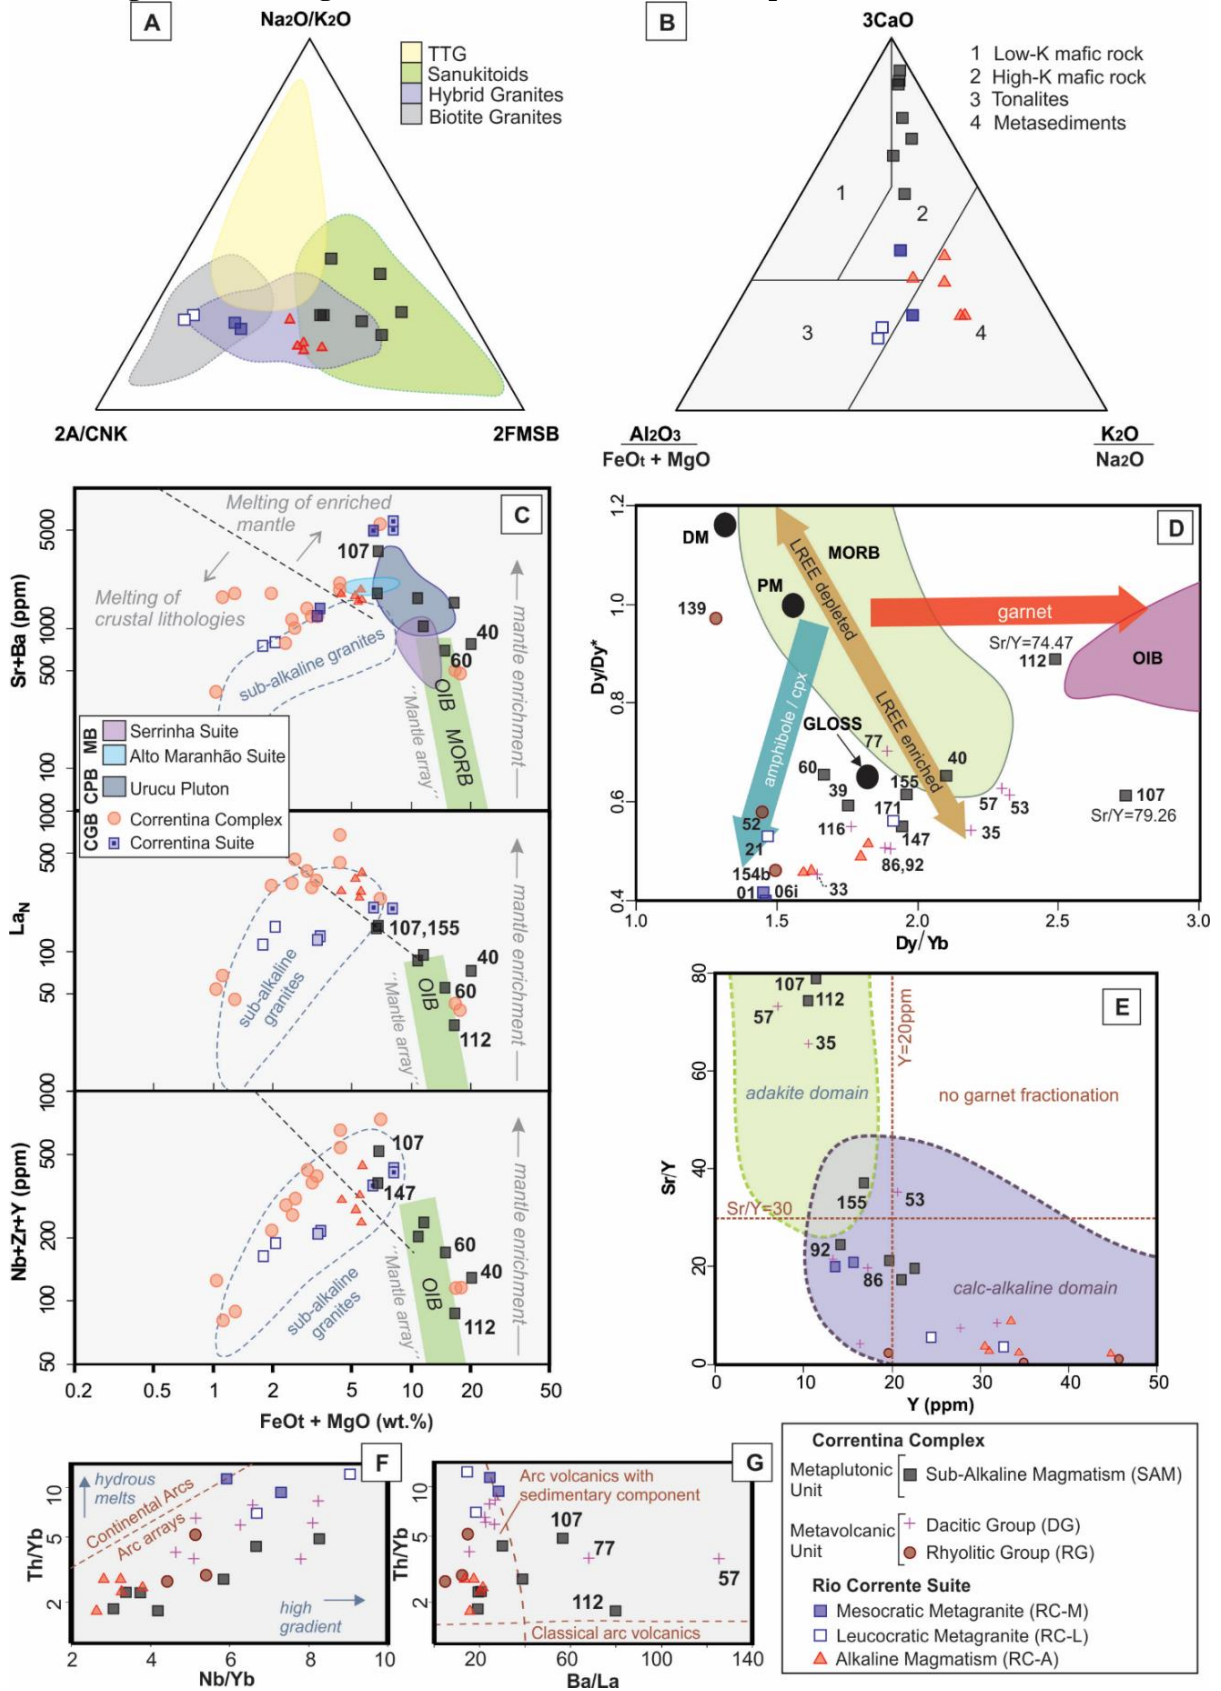 A
Na2O/K2O
TTG
Sanukitoids
Hybrid Granites
Biotite Granites
2A/CNK
2FMSB
B
3CaO
1 Low-K mafic rock
2 High-K mafic rock
3 Tonalites
4 Metasediments
1
2
3
4
Al2O3
FeOt + MgO
K2O
Na2O
C
Melting of enriched
mantle
Melting of
crustal lithologies
107
40
60
sub-alkaline granites
OIB
MORB
"Mantle array"
mantle enrichment
Sr+Ba (ppm)
5000
1000
500
100
MB
CPB
CGB
Serrinha Suite
Alto Maranhão Suite
Urucu Pluton
Correntina Complex
Correntina Suite
1000
500
100
50
LaN
107,155
40
60
112
sub-alkaline
granites
"Mantle array"
OIB
mantle enrichment
1000
500
200
100
50
Nb+Zr+Y (ppm)
107
147
60
40
112
sub-alkaline
granites
"Mantle array"
OIB
mantle enrichment
0.2
0.5
1
2
5
10
20
50
FeOt + MgO (wt.%)
D
DM
PM
MORB
LREE depleted
LREE enriched
garnet
OIB
amphibole / cpx
GLOSS
139
Sr/Y=74.47
112
77
60
39
40
155
57
53
107
Sr/Y=79.26
171
35
52
116
147
21
86,92
154b
33
01
06i
Dy/Dy*
1.2
1.0
0.8
0.6
0.4
1.0
1.5
2.0
2.5
3.0
Dy/Yb
E
107
112
57
35
Y=20ppm
adakite domain
no garnet fractionation
155
53
Sr/Y=30
92
86
calc-alkaline domain
Sr/Y
80
60
40
20
0
0
10
20
30
40
50
Y (ppm)
F
hydrous
melts
Continental Arcs
Arc arrays
high
gradient
Th/Yb
10
5
2
2
4
6
8
10
Nb/Yb
G
Arc volcanics with
sedimentary component
107
77
57
112
Classical arc volcanics
Th/Yb
10
5
2
20
60
100
140
Ba/La
Correntina Complex
Metaplutonic
Unit
Sub-Alkaline Magmatism (SAM)
Metavolcanic
Unit
Dacitic Group (DG)
Rhyolitic Group (RG)
Rio Corrente Suite
Mesocratic Metagranite (RC-M)
Leucocratic Metagranite (RC-L)
Alkaline Magmatism (RC-A)